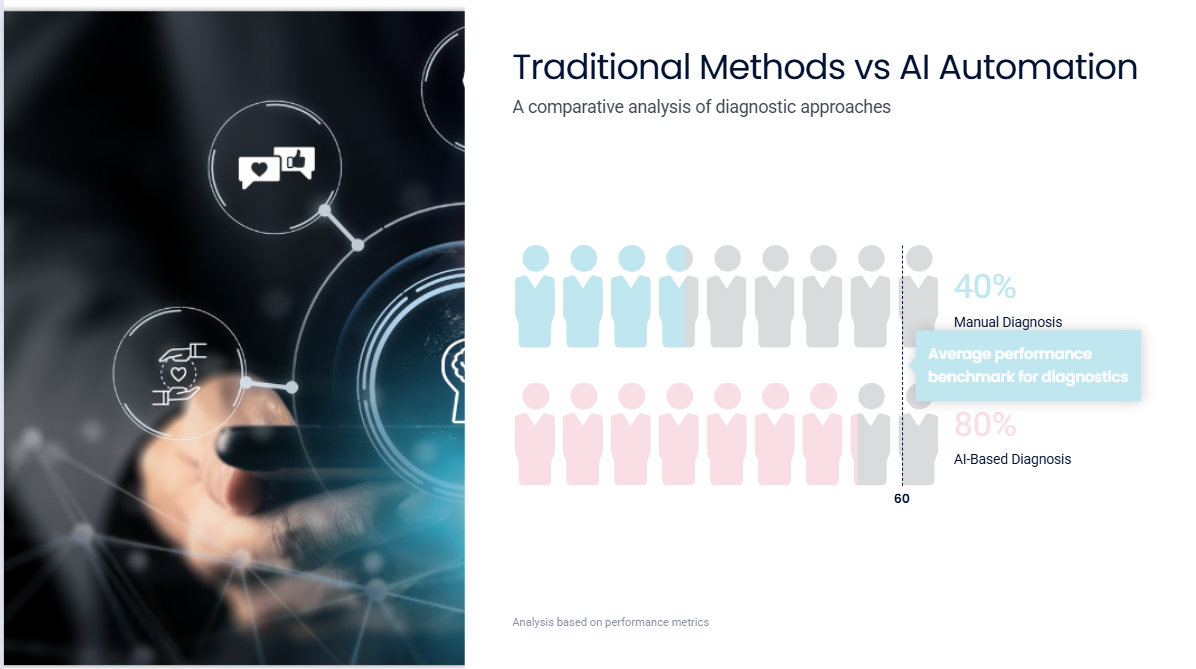 Traditional Methods vs AI Automation
A comparative analysis of diagnostic approaches
40%
Manual Diagnosis
Average performance
benchmark for diagnostics
80%
AI-Based Diagnosis
60
Analysis based on performance metrics